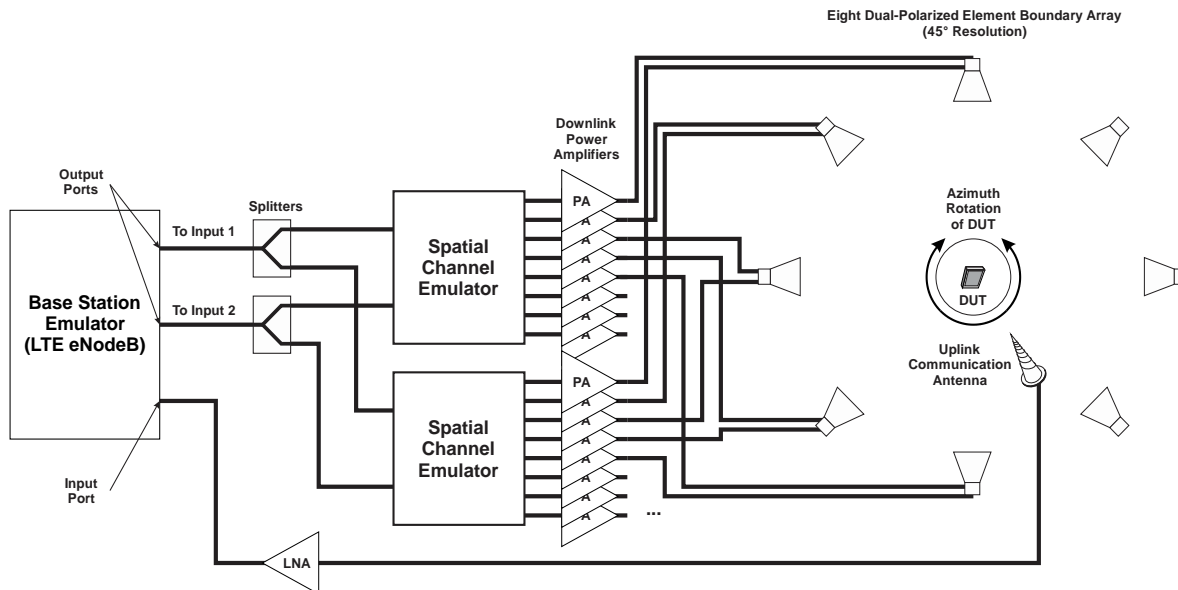 Eight Dual-Polarized Element Boundary Array
(45° Resolution)
Downlink
Power
Amplifiers
Output
Ports
Splitters
To Input 1
To Input 2
Base Station
Emulator
(LTE eNodeB)
Input
Port
Spatial
Channel
Emulator
Spatial
Channel
Emulator
PA
A
A
A
A
A
A
A
PA
A
A
A
A
A
A
A
...
LNA
Azimuth
Rotation
of DUT
DUT
Uplink
Communication
Antenna